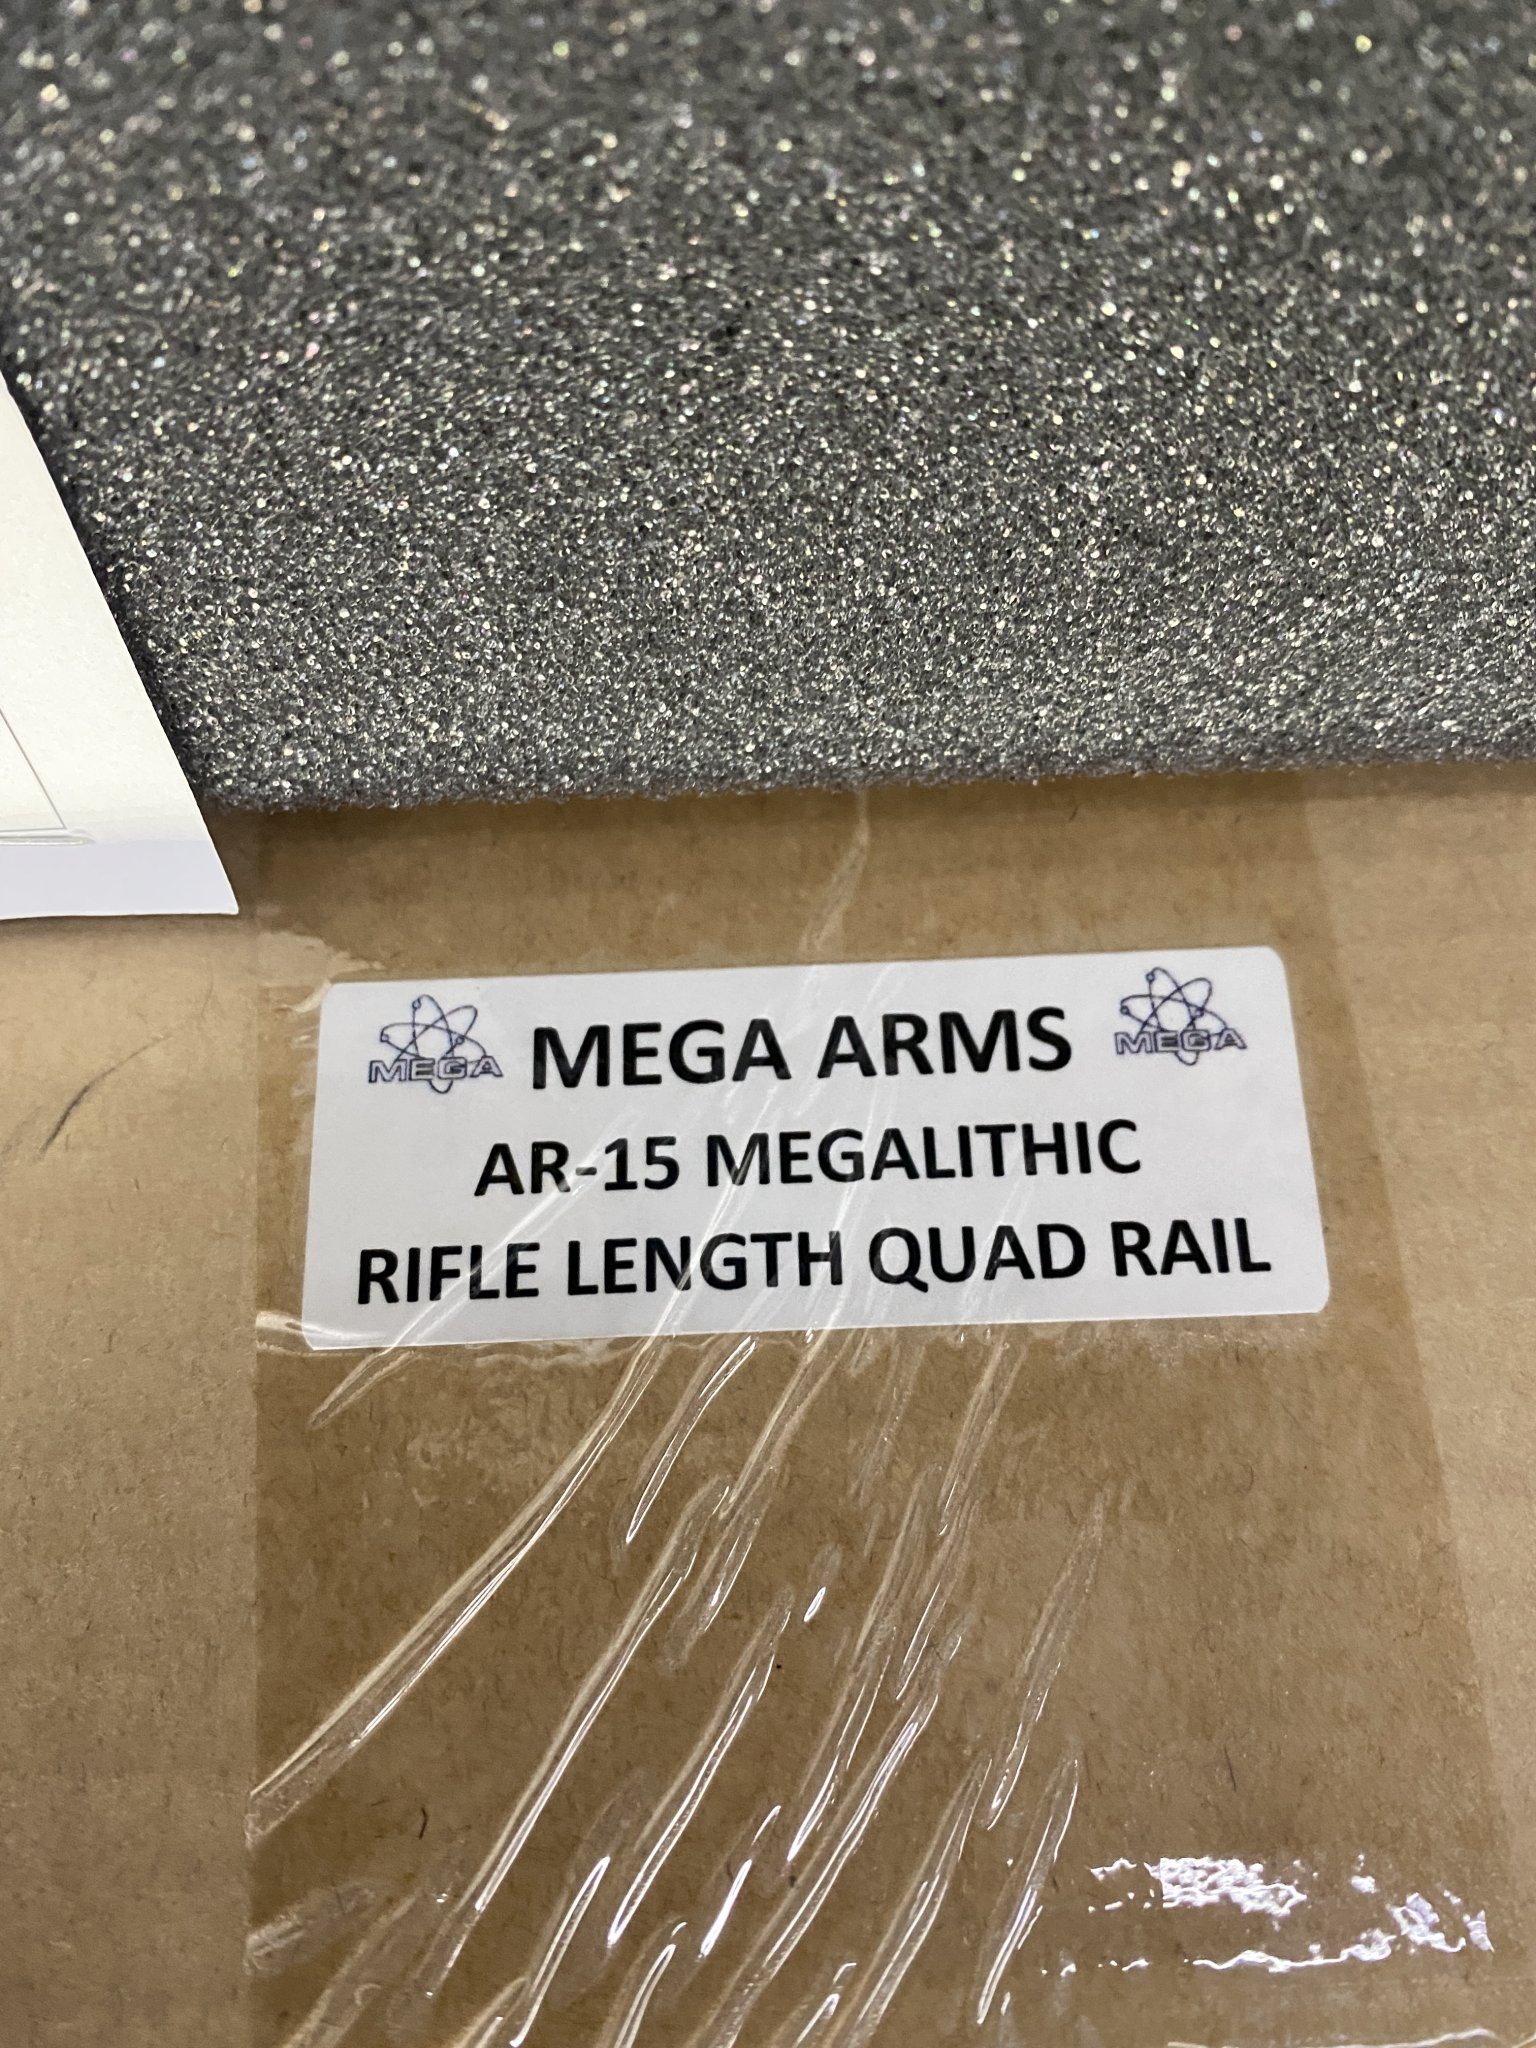 MEGA MEGA ARMS MEGA
AR-15 MEGALITHIC
RIFLE LENGTH QUAD RAIL